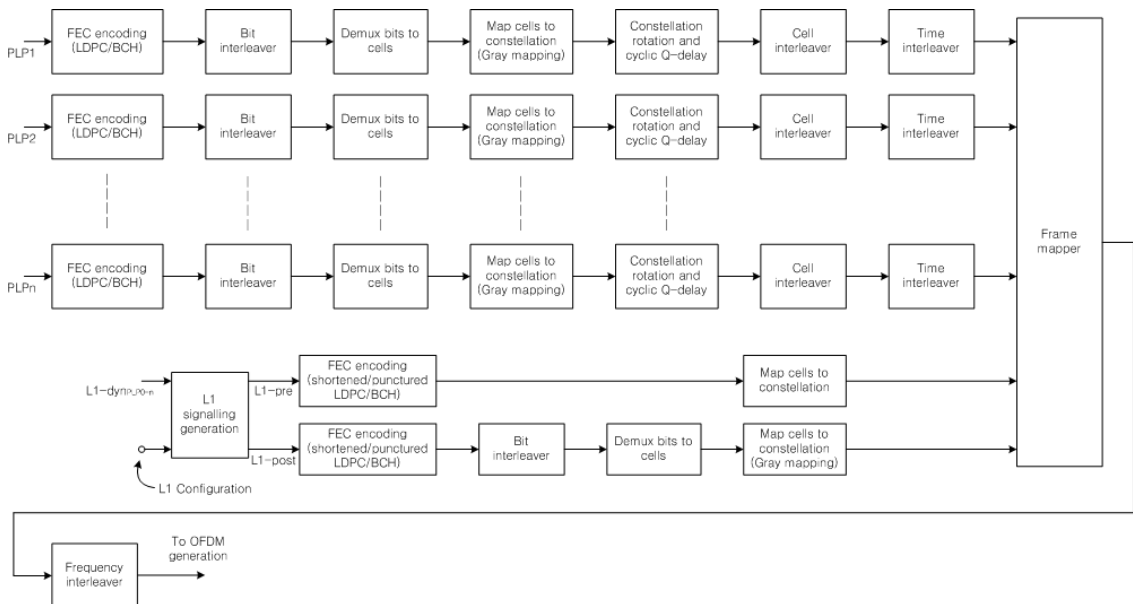 PLP1
FEC encoding
(LDPC/BCH)
Bit
interleaver
Demux bits to
cells
Map cells to
constellation
(Gray mapping)
Constellation
rotation and
cyclic Q-delay
Cell
interleaver
Time
interleaver
PLP2
FEC encoding
(LDPC/BCH)
Bit
interleaver
Demux bits to
cells
Map cells to
constellation
(Gray mapping)
Constellation
rotation and
cyclic Q-delay
Cell
interleaver
Time
interleaver
PLPn
FEC encoding
(LDPC/BCH)
Bit
interleaver
Demux bits to
cells
Map cells to
constellation
(Gray mapping)
Constellation
rotation and
cyclic Q-delay
Cell
interleaver
Time
interleaver
Frame
mapper
L1-dynPLP0-n
L1
signalling
generation
L1-pre
FEC encoding
(shortened/punctured
LDPC/BCH)
Map cells to
constellation
L1-post
FEC encoding
(shortened/punctured
LDPC/BCH)
Bit
interleaver
Demux bits to
cells
Map cells to
constellation
(Gray mapping)
L1 Configuration
Frequency
interleaver
To OFDM
generation